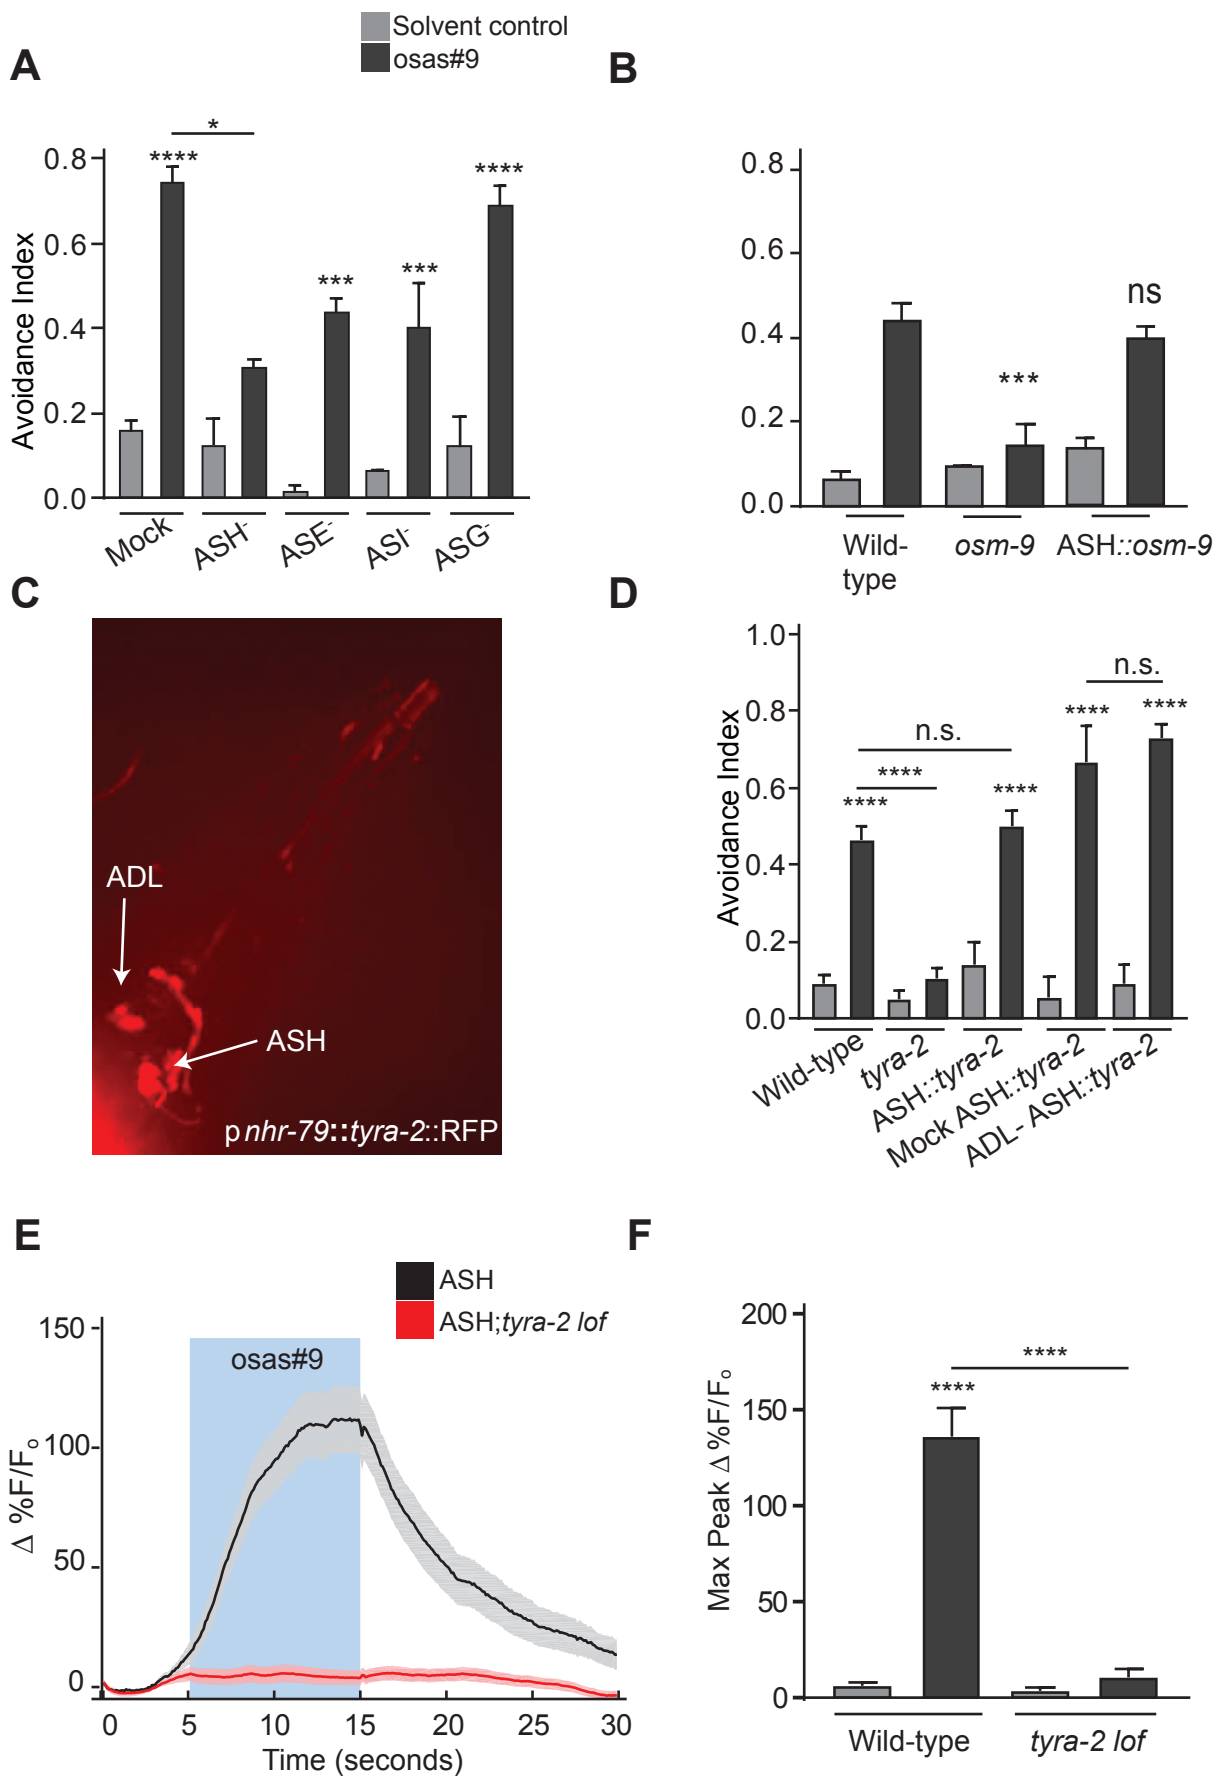 Solvent control
osas#9
A
*
****
****
***
***
0.8
0.6
0.4
0.2
0.0
Avoidance Index
Mock
ASH-
ASE-
ASI-
ASG-
B
0.8
0.6
0.4
0.2
0.0
***
ns
Wild-
type
osm-9
ASH::osm-9
C
ADL
ASH
pnhr-79::tyra-2::RFP
D
1.0
0.8
0.6
0.4
0.2
0.0
Avoidance Index
n.s.
n.s.
****
****
****
****
****
Wild-type
tyra-2
ASH::tyra-2
Mock ASH::tyra-2
ADL- ASH::tyra-2
E
ASH
ASH;tyra-2 lof
osas#9
150
100
50
0
Δ %F/Fo
0 5 10 15 20 25 30
Time (seconds)
F
200
150
100
50
0
Max Peak Δ %F/Fo
****
****
Wild-type
tyra-2 lof